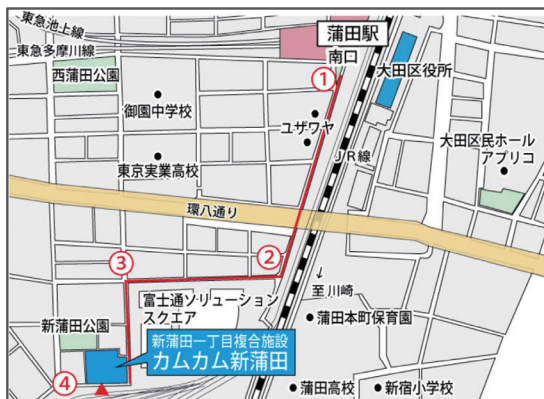 東急池上線
東急多摩川線
蒲田駅
南口
①
西蒲田公園
大田区役所
御園中学校
ユザワヤ
大田区民ホール
アプリコ
東京実業高校
JR線
環八通り
②
③
↓
至川崎
富士通ソリューション
スクエア
新蒲田公園
蒲田本町保育園
新蒲田一丁目複合施設
カムカム新蒲田
④
蒲田高校
新宿小学校